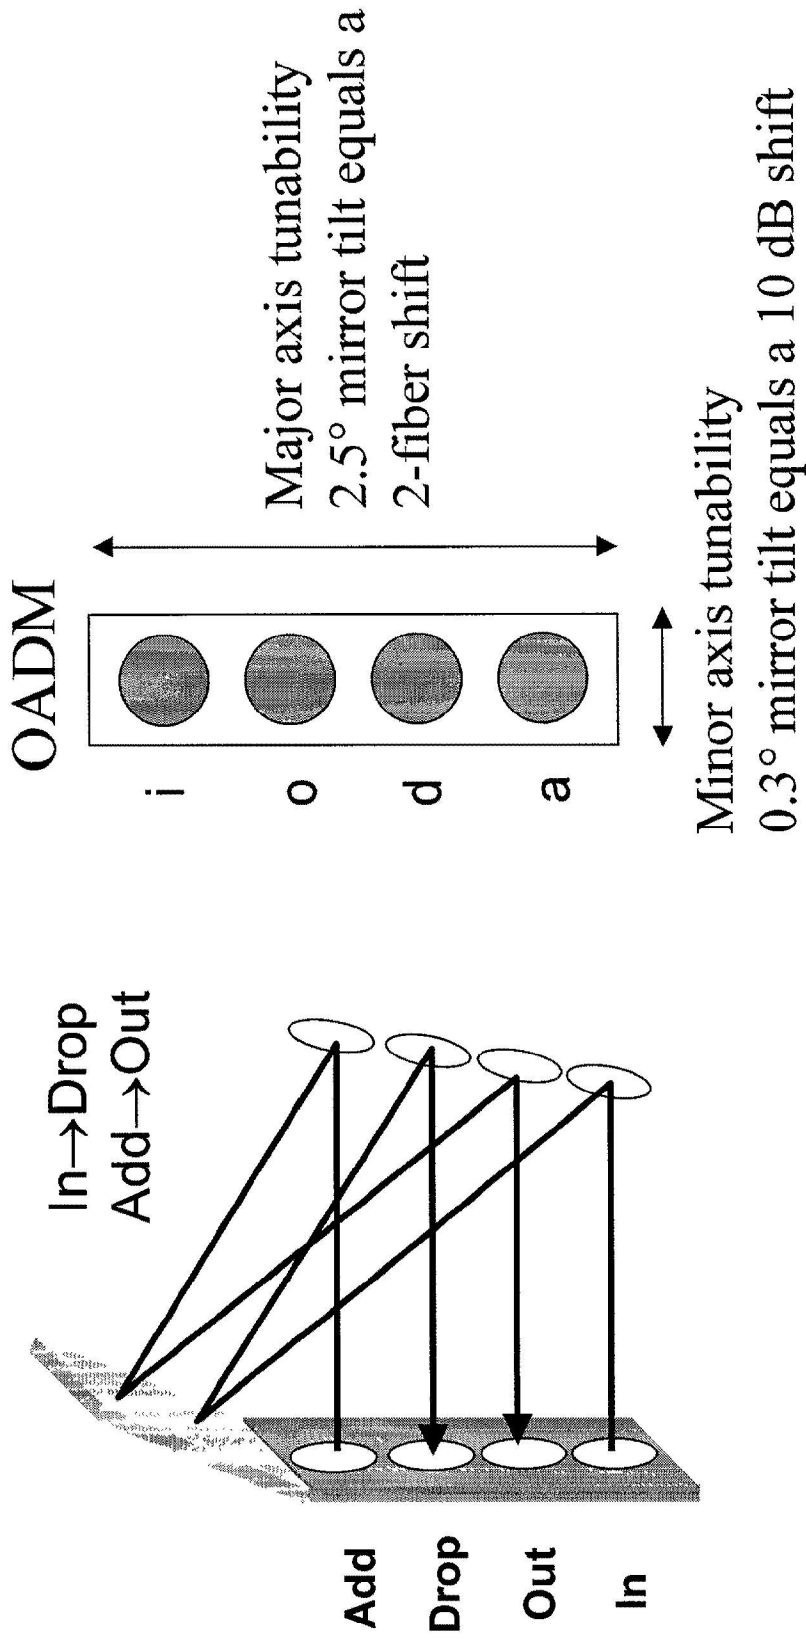 In→Drop
Add→Out
Add
Drop
Out
In
OADM
i
o
d
a
Major axis tunability
2.5° mirror tilt equals a
2-fiber shift
Minor axis tunability
0.3° mirror tilt equals a 10 dB shift